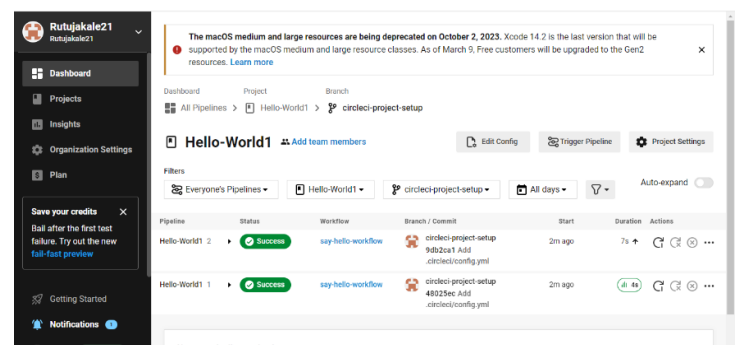 Rutujakale21
Rutujakale21
Dashboard
Projects
Insights
Organization Settings
Plan
Save your credits
Bail after the first test
failure. Try out the new
fail-fast preview
Getting Started
Notifications 1
The macOS medium and large resources are being deprecated on October 2, 2023. Xcode 14.2 is the last version that will be
supported by the macOS medium and large resource classes. As of March 9, Free customers will be upgraded to the Gen2
resources. Learn more
Dashboard Project Branch
All Pipelines > Hello-World1 > circleci-project-setup
Hello-World1 Add team members Edit Config Trigger Pipeline Project Settings
Filters
Everyone's Pipelines Hello-World1 circleci-project-setup All days Auto-expand
Pipeline Status Workflow Branch / Commit Start Duration Actions
Hello-World1 2 Success say-hello-workflow circleci-project-setup 2m ago 7s
9db2ca1 Add
.circleci/config.yml
Hello-World1 1 Success say-hello-workflow circleci-project-setup 2m ago 4s
48025ec Add
.circleci/config.yml